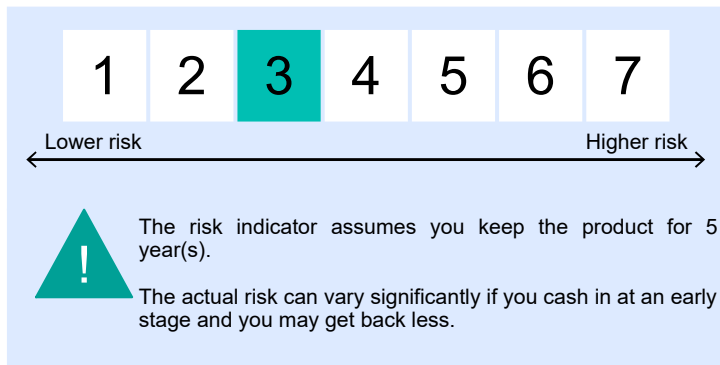 1 2 3 4 5 6 7
Lower risk Higher risk
!
The risk indicator assumes you keep the product for 5
year(s).
The actual risk can vary significantly if you cash in at an early
stage and you may get back less.